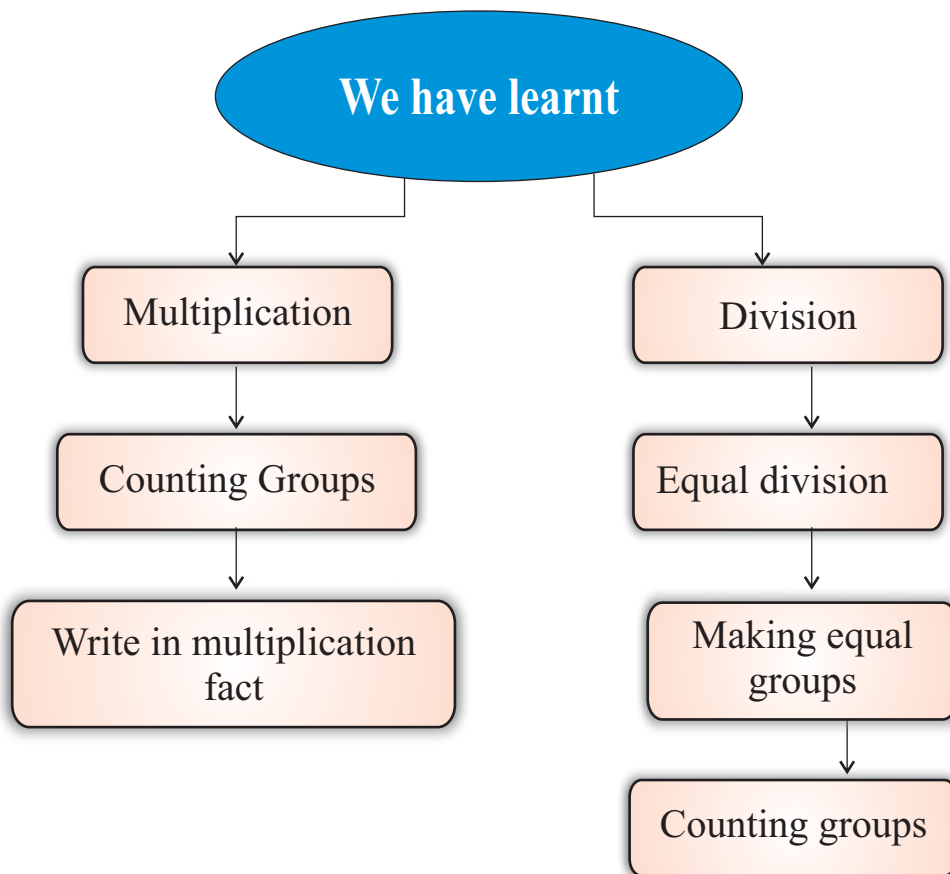 We have learnt
Multiplication
Counting Groups
Write in multiplication
fact
Division
Equal division
Making equal
groups
Counting groups